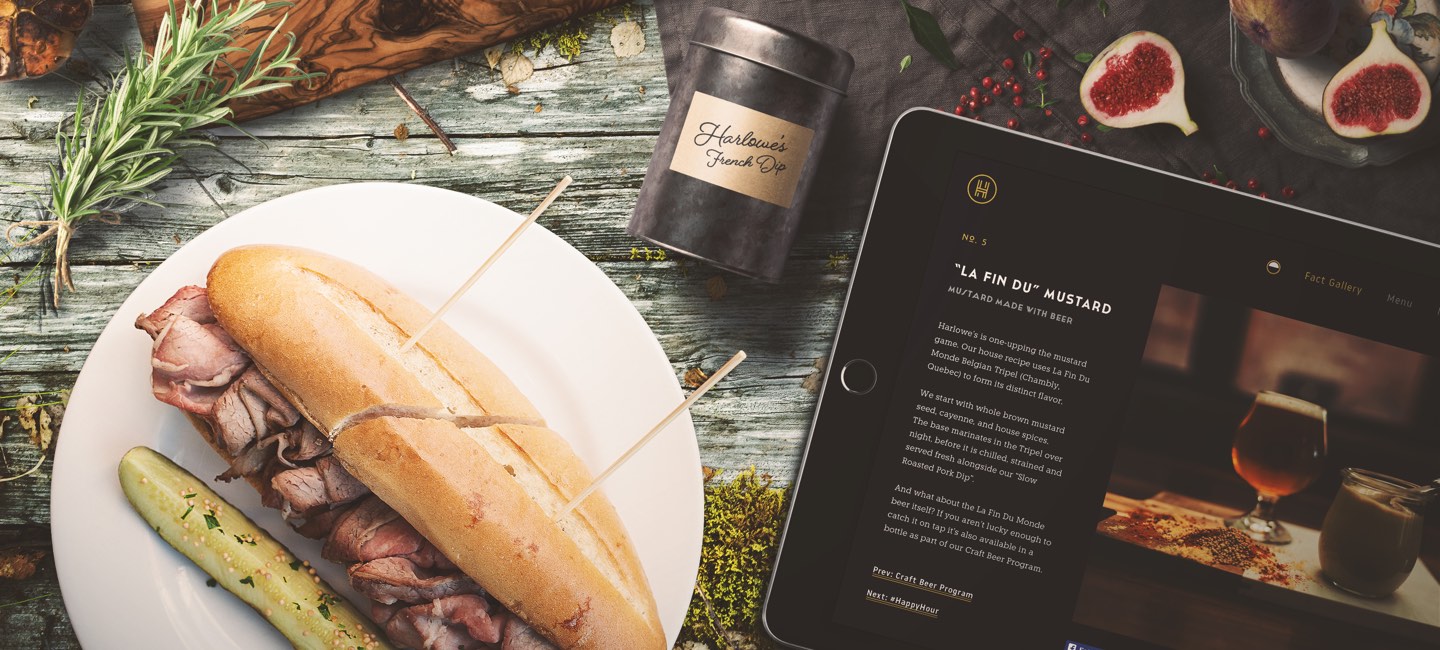 Harlowe's
French Dip
H
No. 5
Fact Gallery
Menu
"LA FIN DU" MUSTARD
MUSTARD MADE WITH BEER
Harlowe's is one-upping the mustard
game. Our house recipe uses La Fin Du
Monde Belgian Tripel (Chambly,
Quebec) to form its distinct flavor.
We start with whole brown mustard
seed, cayenne, and house spices.
The base marinates in the Tripel over
night, before it is chilled, strained and
served fresh alongside our "Slow
Roasted Pork Dip".
And what about the La Fin Du Monde
beer itself? If you aren't lucky enough to
catch it on tap it's also available in a
bottle as part of our Craft Beer Program.
Prev: Craft Beer Program
Next: #HappyHour